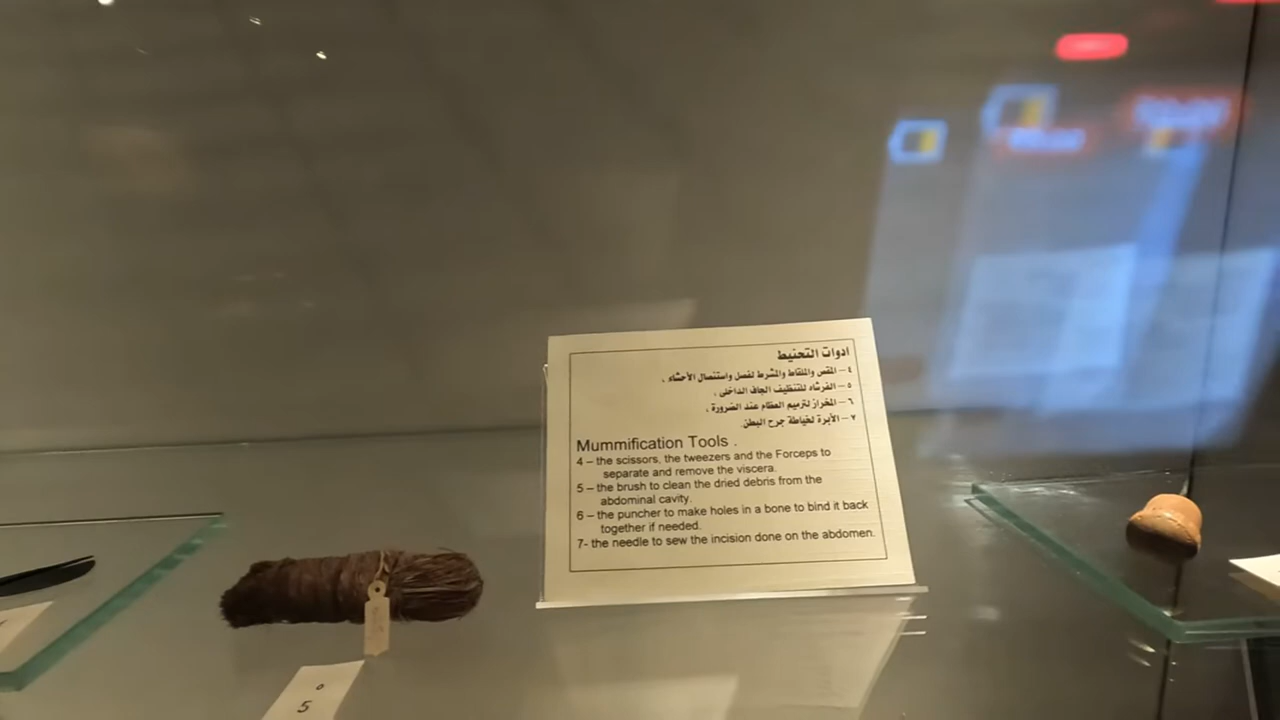 أدوات التحنيط
٤ – المقص والملقاط والمشرط لفصل واستئصال الأحشاء .
٥ – الفرشاه للتنظيف الجاف الداخلى .
٦ – المخراز لترميم العظام عند الضرورة .
٧ – الأبرة لخياطة جرح البطن
Mummification Tools .
4 – the scissors, the tweezers and the Forceps to
separate and remove the viscera.
5 – the brush to clean the dried debris from the
abdominal cavity.
6 – the puncher to make holes in a bone to bind it back
together if needed.
7- the needle to sew the incision done on the abdomen.
٥
5